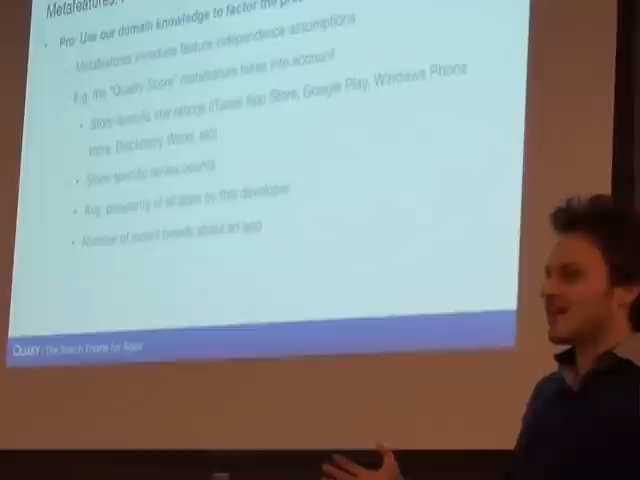 Metafeatures:
Pro: Use our domain knowledge to factor the
Metafeatures introduce feature independence assumptions
E.g. the "Quality Score" metafeature takes into account
Store-specific star-ratings (iTunes App Store, Google Play, Windows Phone
store, Blackberry World, etc)
Store-specific review counts
Avg. popularity of all apps by this developer
Number of recent tweets about an app
QUIXEY | The Search Engine for Apps